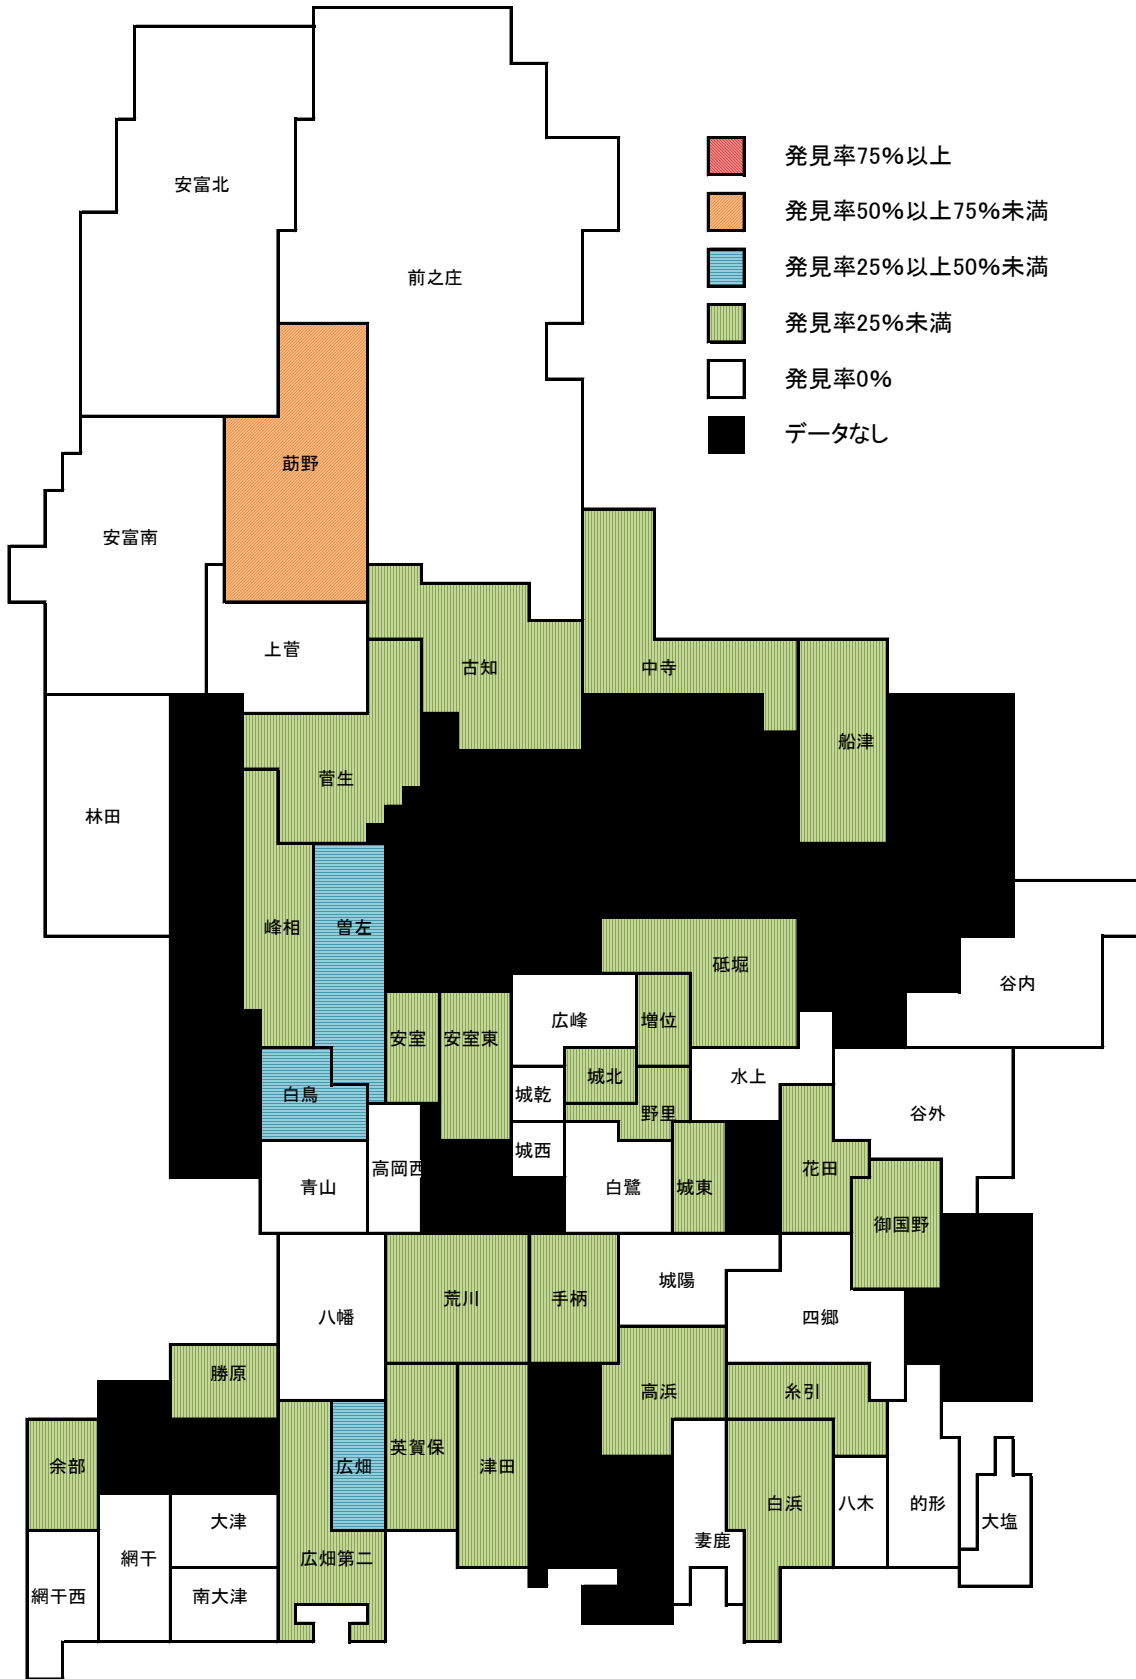 発見率75%以上
安富北
発見率50%以上75%未満
発見率25%以上50%未満
前之庄
発見率25%未満
発見率0%
データなし
莇野
安富南
上菅
古知
中寺
船津
菅生
林田
峰相
曽左
砥堀
谷内
広峰
増位
安室
安室東
城北
水上
城乾
白鳥
野里
谷外
城西
高岡西
花田
青山
白鷺
城東
御国野
城陽
荒川
手柄
八幡
四郷
勝原
高浜
糸引
英賀保
余部
広畑
津田
白浜
八木
的形
大津
大塩
妻鹿
網干
広畑第二
網干西
南大津